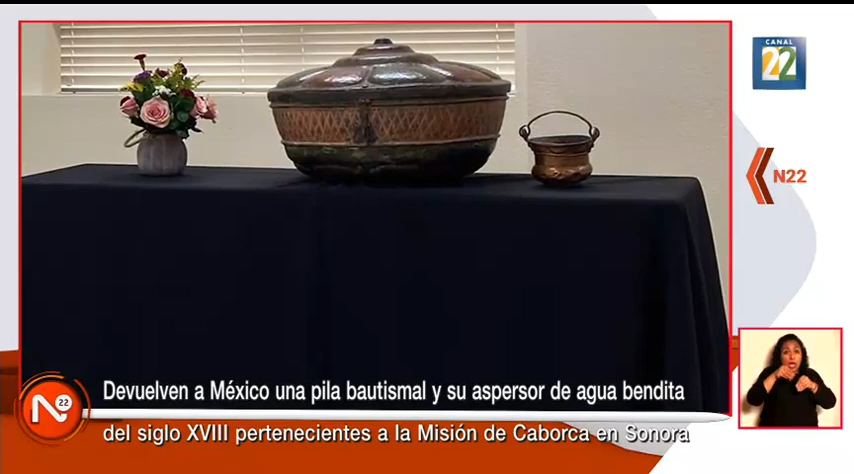 CANAL
22
N22
Devuelven a México una pila bautismal y su aspersor de agua bendita
N 22
del siglo XVIII pertenecientes a la Misión de Caborca en Sonora